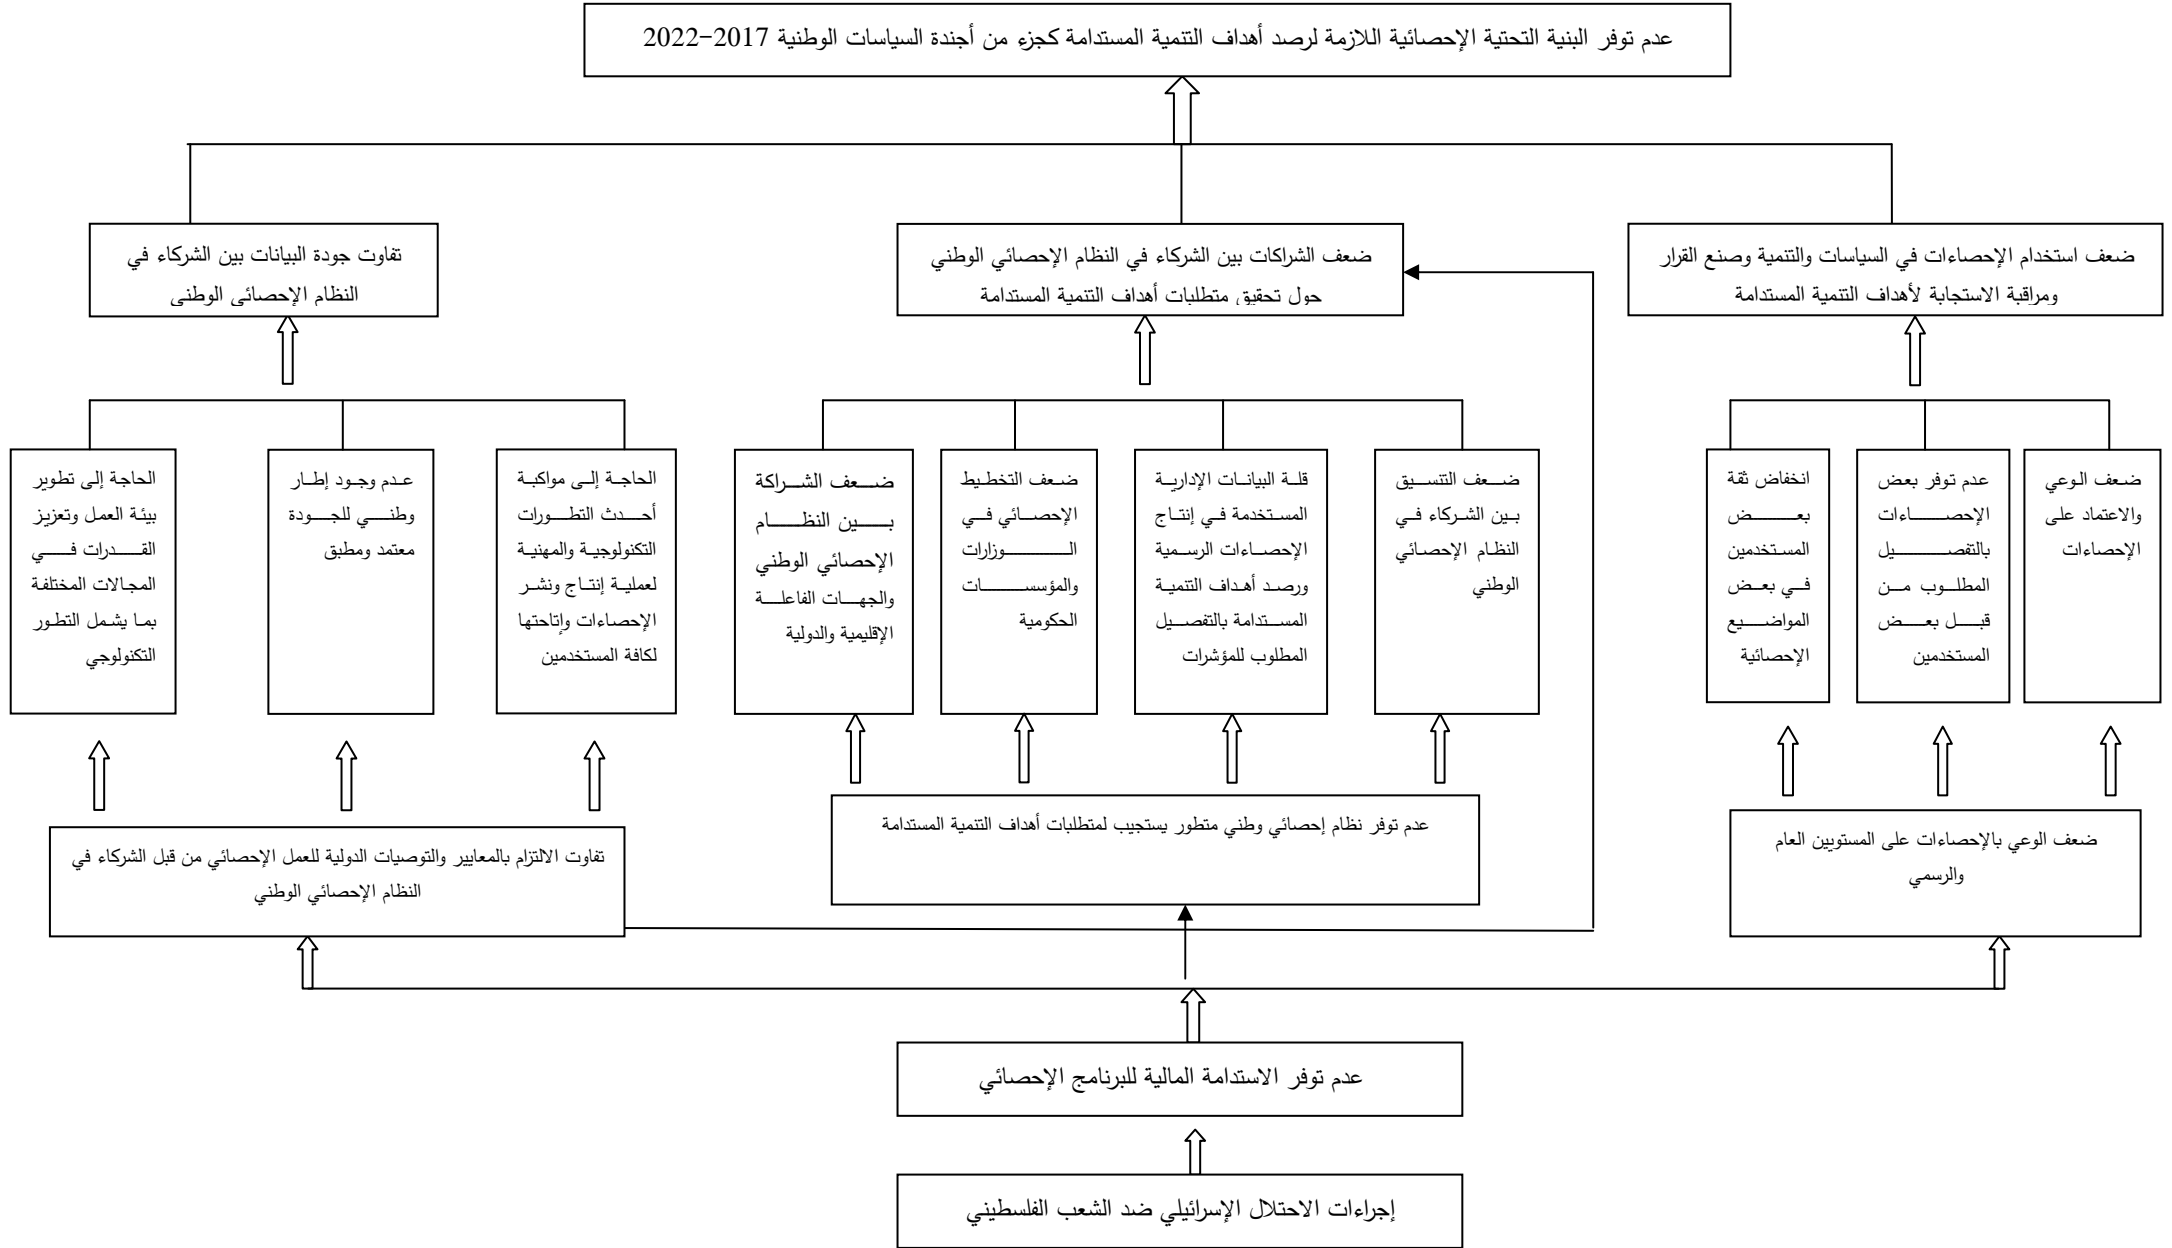 عدم توفر البنية التحتية الإحصائية اللازمة لرصد أهداف التنمية المستدامة كجزء من أجندة السياسات الوطنية 2017-2022
ضعف استخدام الإحصاءات في السياسات والتنمية وصنع القرار
ومراقبة الاستجابة لأهداف التنمية المستدامة
ضعف الشراكات بين الشركاء في النظام الإحصائي الوطني
حول تحقيق متطلبات أهداف التنمية المستدامة
تفاوت جودة البيانات بين الشركاء في
النظام الإحصائي الوطني
ضعف الوعي
والاعتماد على
الإحصاءات
عدم توفر بعض
الإحصاءات
بالتفصيل
المطلوب من
قبل بعض
المستخدمين
انخفاض ثقة
بعض
المستخدمين
في بعض
المواضيع
الإحصائية
ضعف التنسيق
بين الشركاء في
النظام الإحصائي
الوطني
قلة البيانات الإدارية
المستخدمة في إنتاج
الإحصاءات الرسمية
ورصد أهداف التنمية
المستدامة بالتفصيل
المطلوب للمؤشرات
ضعف التخطيط
الإحصائي في
الوزارات
والمؤسسات
الحكومية
ضعف الشراكة
بين النظام
الإحصائي الوطني
والجهات الفاعلة
الإقليمية والدولية
الحاجة إلى مواكبة
أحدث التطورات
التكنولوجية والمهنية
لعملية إنتاج ونشر
الإحصاءات وإتاحتها
لكافة المستخدمين
عدم وجود إطار
وطني للجودة
معتمد ومطبق
الحاجة إلى تطوير
بيئة العمل وتعزيز
القدرات في
المجالات المختلفة
بما يشمل التطور
التكنولوجي
ضعف الوعي بالإحصاءات على المستويين العام
والرسمي
عدم توفر نظام إحصائي وطني متطور يستجيب لمتطلبات أهداف التنمية المستدامة
تفاوت الالتزام بالمعايير والتوصيات الدولية للعمل الإحصائي من قبل الشركاء في
النظام الإحصائي الوطني
عدم توفر الاستدامة المالية للبرنامج الإحصائي
إجراءات الاحتلال الإسرائيلي ضد الشعب الفلسطيني